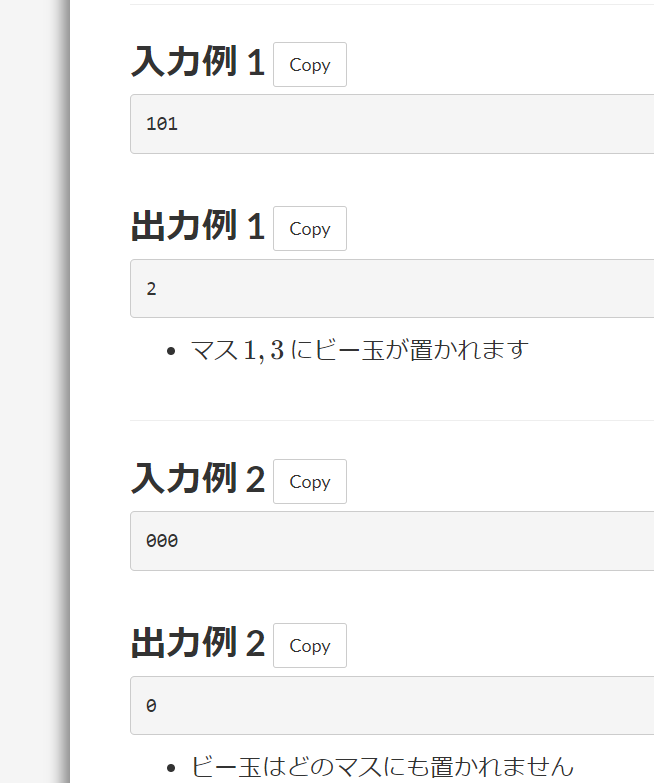 入力例 1 Copy
101
出力例 1 Copy
2
マス 1, 3 にビー玉が置かれます
入力例 2 Copy
000
出力例 2 Copy
0
ビー玉はどのマスにも置かれません